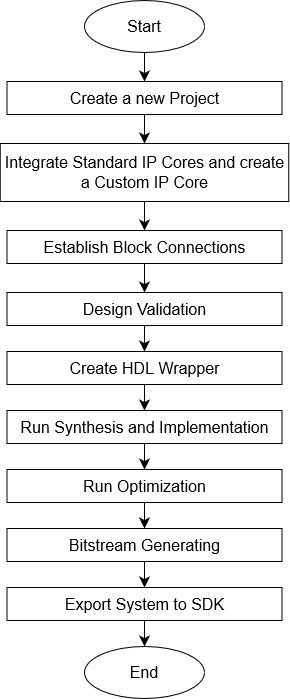 Start
Create a new Project
Integrate Standard IP Cores and create
a Custom IP Core
Establish Block Connections
Design Validation
Create HDL Wrapper
Run Synthesis and Implementation
Run Optimization
Bitstream Generating
Export System to SDK
End